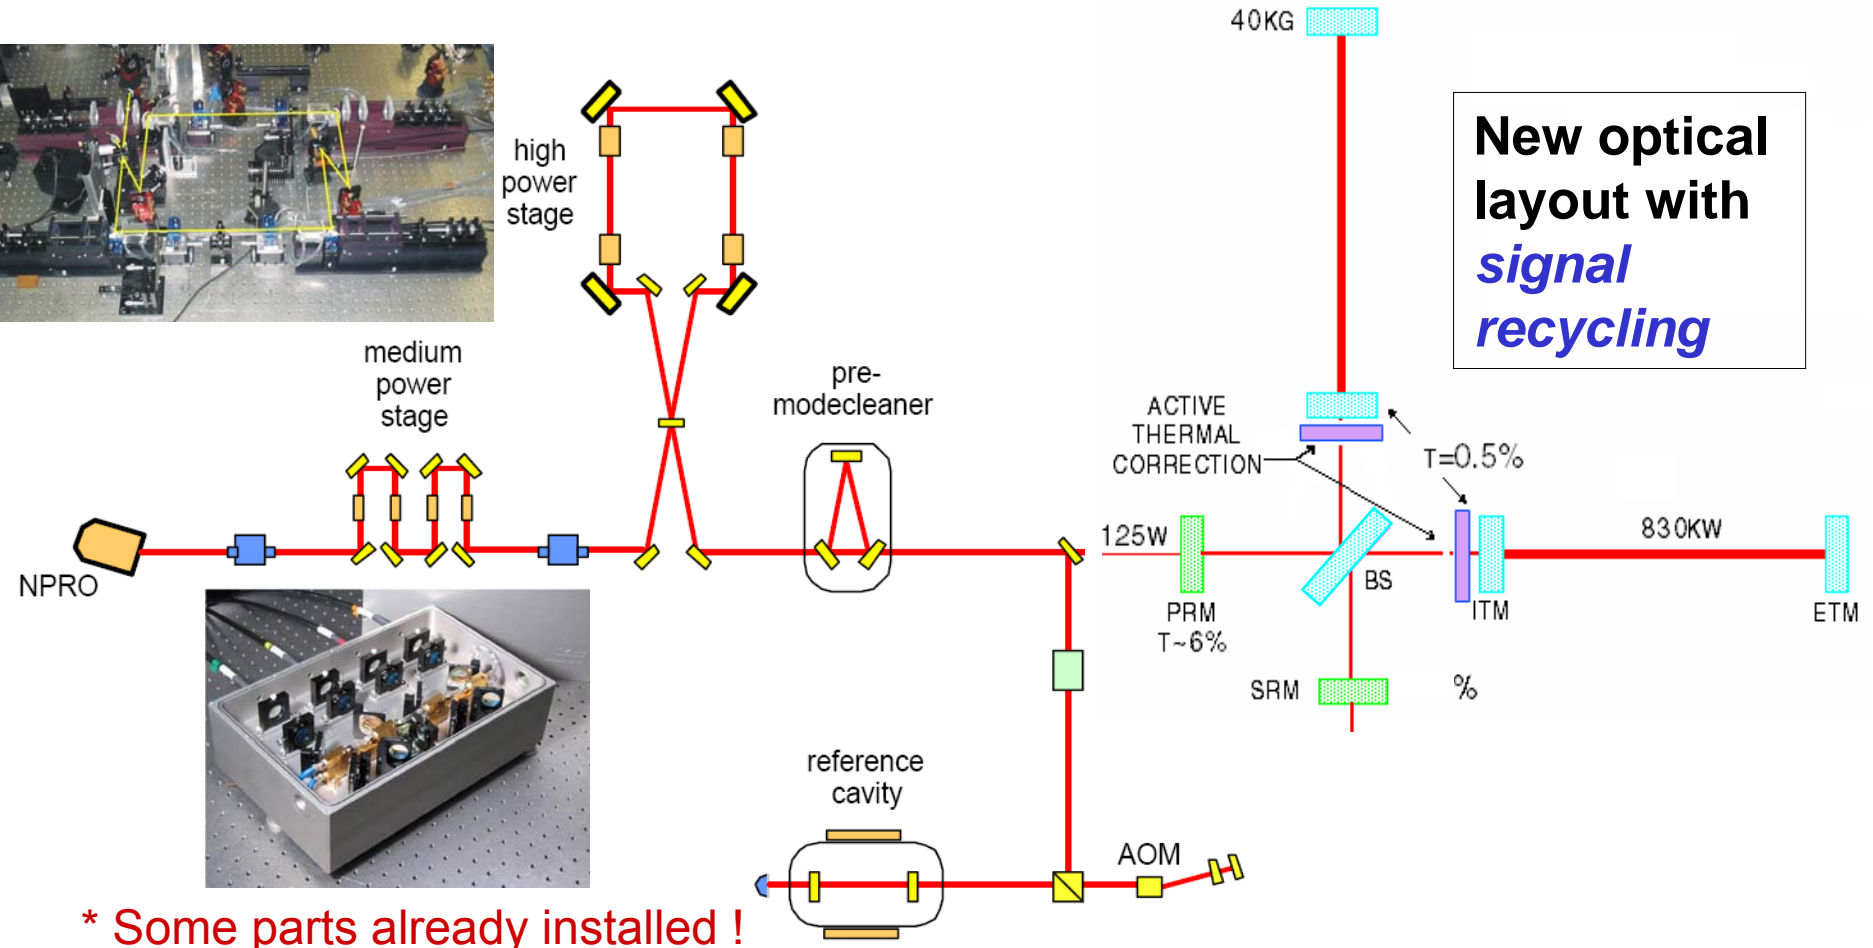 40KG
New optical
layout with
signal
recycling
high
power
stage
medium
power
stage
pre-
modecleaner
ACTIVE
THERMAL
CORRECTION
T=0.5%
125W
830KW
NPRO
BS
PRM
T~6%
ITM
ETM
SRM
%
reference
cavity
AOM
* Some parts already installed !